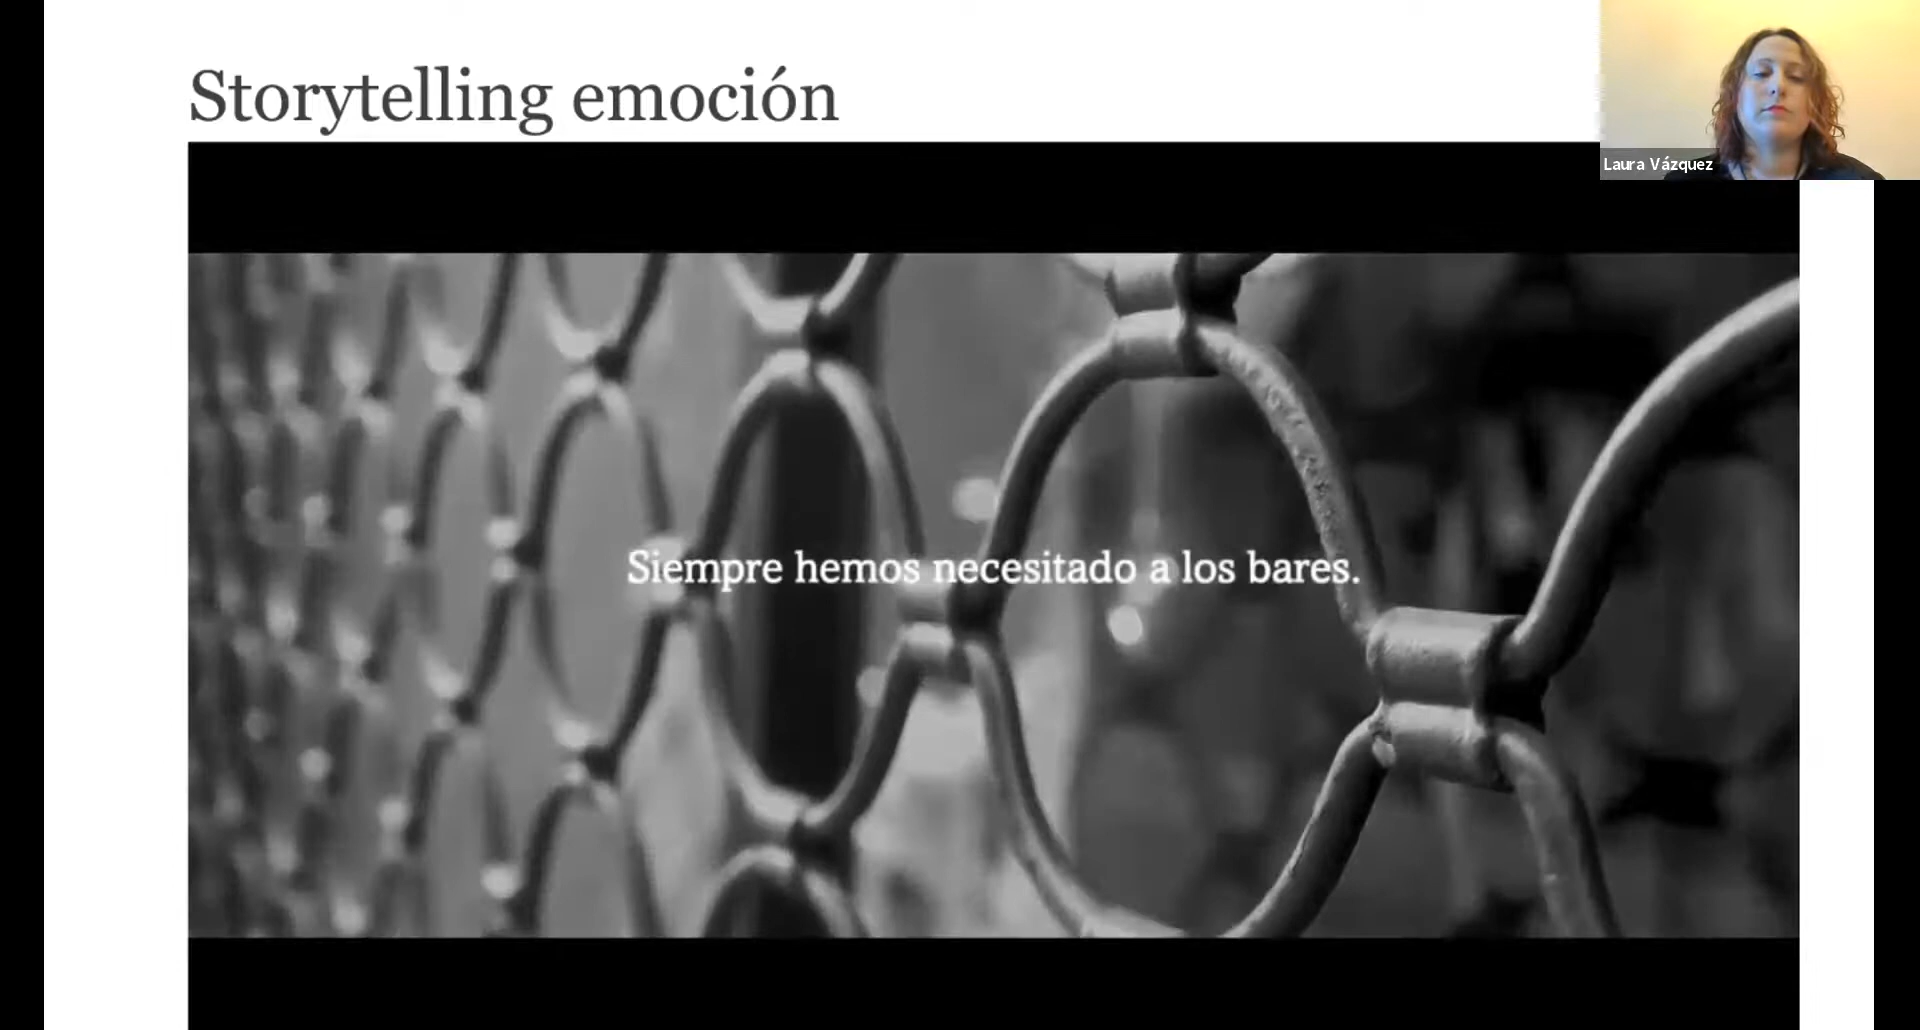 Storytelling emoción
Laura Vázquez
Siempre hemos necesitado a los bares.